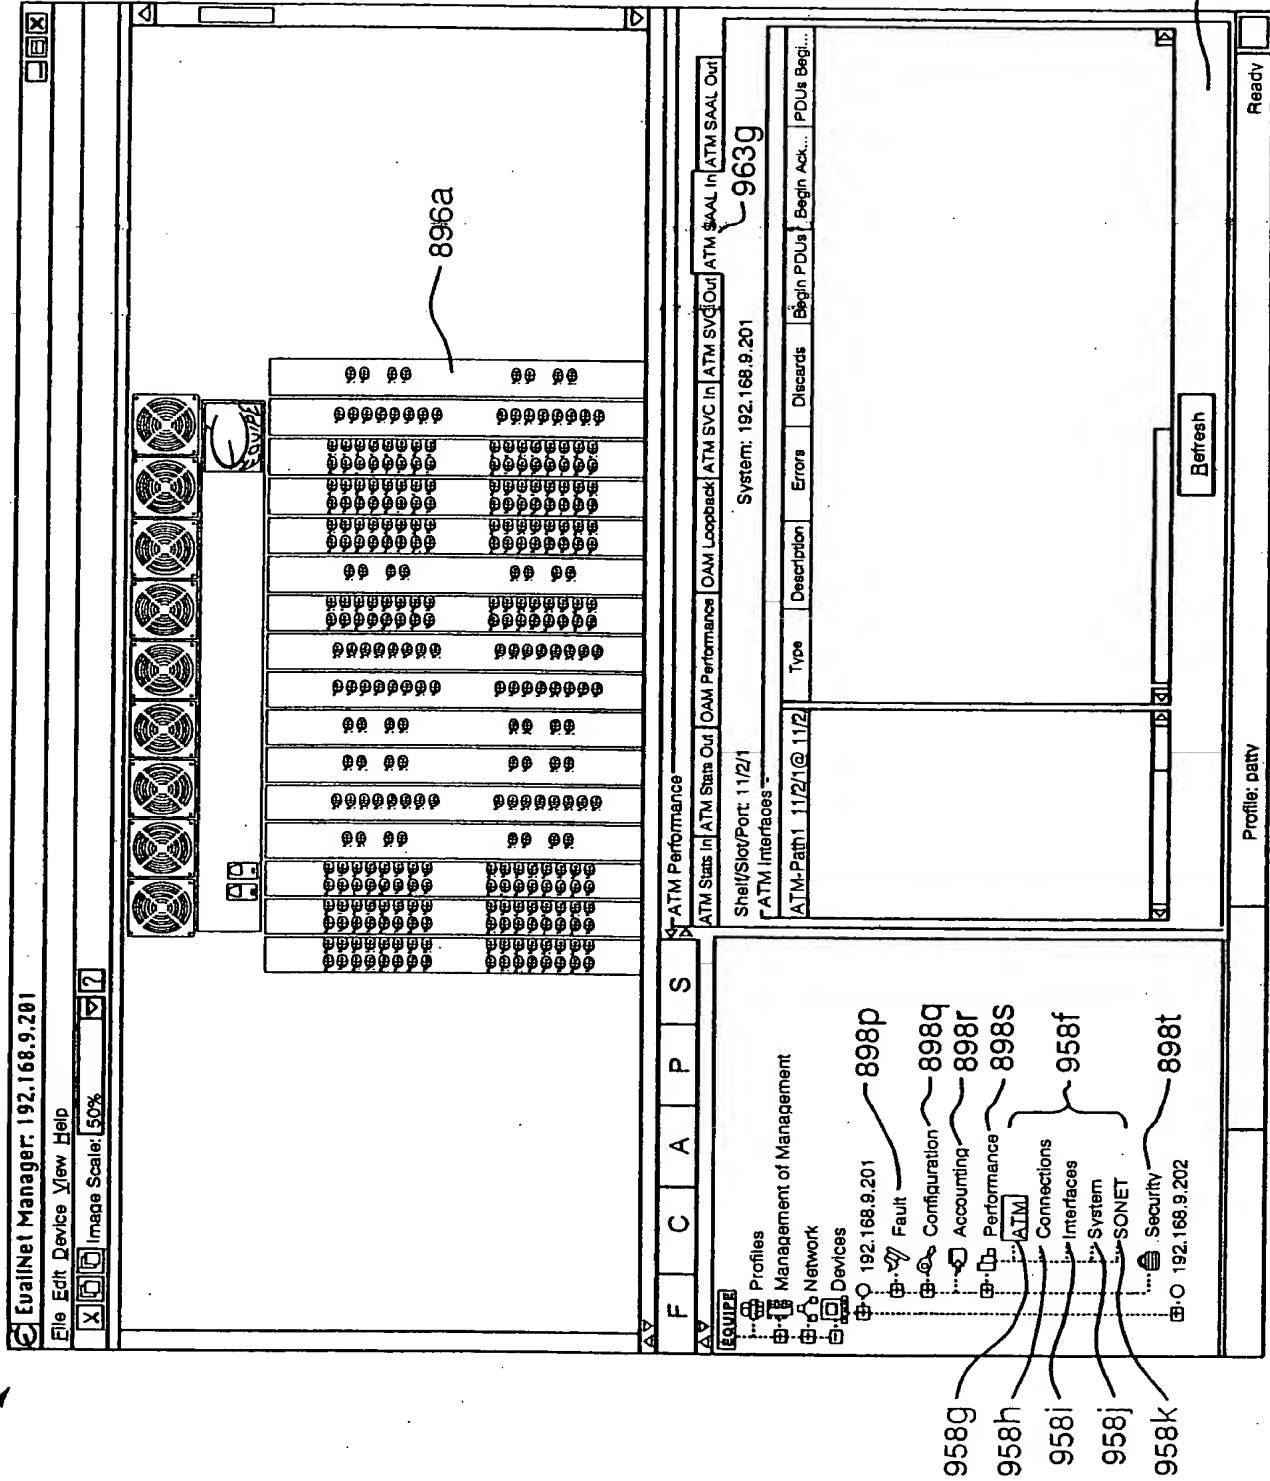 EuailNet Manager: 192.168.9.201
File Edit Device View Help
Image Scale: 50% ?
896a
F C A P S
EQUIPE
Profiles
Management of Management
Network
Devices
192.168.9.201
898p
Fault
Configuration
898q
Accounting
898r
Performance
898s
ATM
Connections
Interfaces
System
SONET
958f
Security
898t
192.168.9.202
958g
958h
958i
958j
958k
ATM Performance
ATM Stats In ATM Stats Out OAM Performance OAM Loopback ATM SVC In ATM SVC Out ATM SAAL In ATM SAAL Out
963g
Shelf/Slot/Port: 11/2/1 System: 192.168.9.201
ATM Interfaces
ATM-Path1 11/2/1@ 11/2 Type Description Errors Discards Begin PDUs Begin Ack... PDUs Begi...
Refresh
Profile: patty Ready